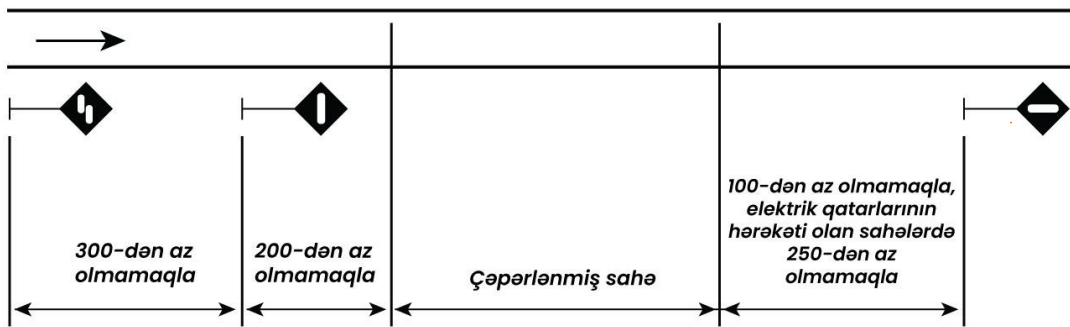 300-dən az
olmamaqla
200-dən az
olmamaqla
Çəpərlənmiş sahə
100-dən az olmamaqla,
elektrik qatarlarının
hərəkəti olan sahələrdə
250-dən az
olmamaqla